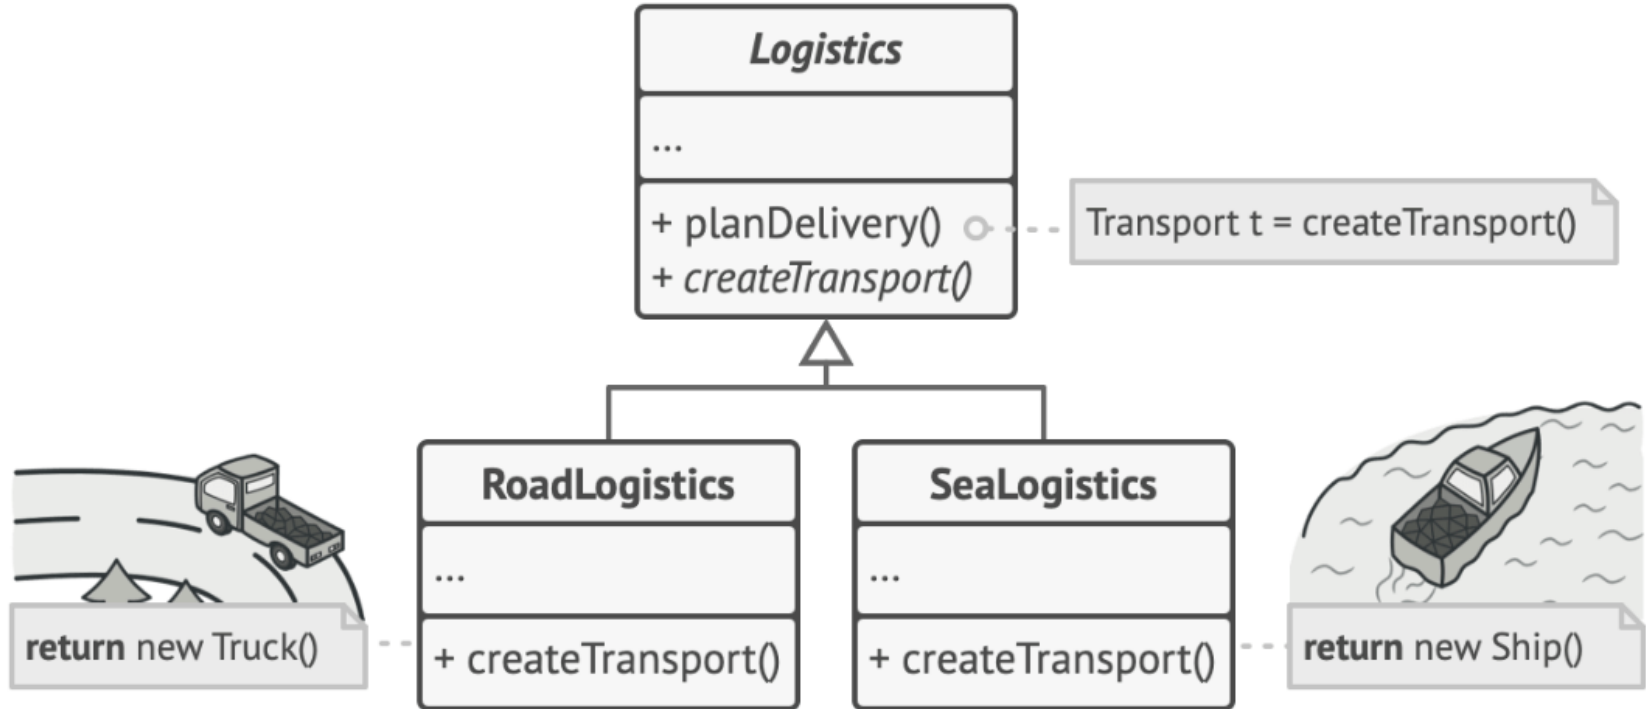 Logistics
...
+ planDelivery()
Transport t = createTransport()
+ createTransport()
RoadLogistics
...
+ createTransport()
return new Truck()
SeaLogistics
...
+ createTransport()
return new Ship()